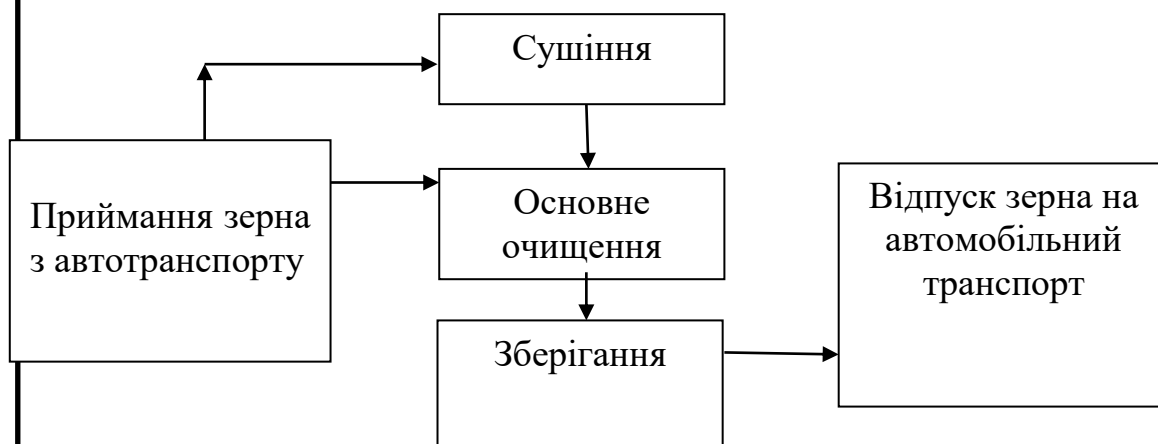 Сушіння
Приймання зерна
з автотранспорту
Основне
очищення
Зберігання
Відпуск зерна на
автомобільний
транспорт